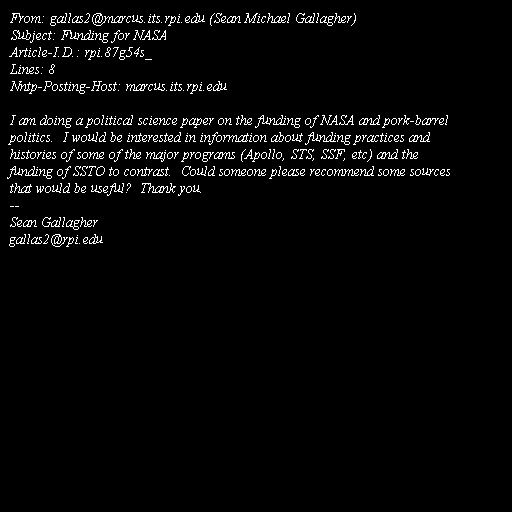 From: gallas2@marcus.its.rpi.edu (Sean Michael Gallagher)
Subject: Funding for NASA
Article-I.D.: rpi.87g54s_
Lines: 8
Nntp-Posting-Host: marcus.its.rpi.edu

I am doing a political science paper on the funding of NASA and pork-barrel
politics.  I would be interested in information about funding practices and
histories of some of the major programs (Apollo, STS, SSF, etc) and the
funding of SSTO to contrast.  Could someone please recommend some sources
that would be useful?  Thank you.
--
Sean Gallagher
gallas2@rpi.edu